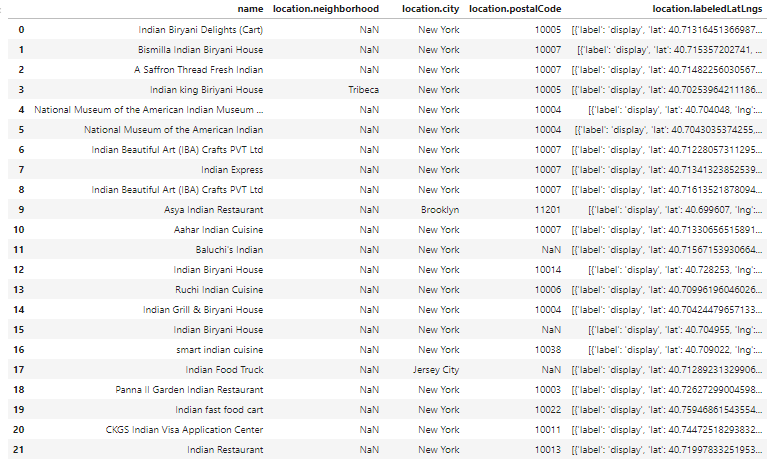 name location.neighborhood location.city location.postalCode location.labeledLatLngs
0 Indian Biryani Delights (Cart) NaN New York 10005 [{'label': 'display', 'lat': 40.71316451366987...
1 Bismilla Indian Biryani House NaN New York 10007 [{'label': 'display', 'lat': 40.715357202741, ...
2 A Saffron Thread Fresh Indian NaN New York 10007 [{'label': 'display', 'lat': 40.71482256030567...
3 Indian king Biriyani House Tribeca New York 10005 [{'label': 'display', 'lat': 40.70253964211186...
4 National Museum of the American Indian Museum ... NaN New York 10004 [{'label': 'display', 'lat': 40.704048, 'lng':...
5 National Museum of the American Indian NaN New York 10004 [{'label': 'display', 'lat': 40.7043035374255,...
6 Indian Beautiful Art (IBA) Crafts PVT Ltd NaN New York 10007 [{'label': 'display', 'lat': 40.71228057311295...
7 Indian Express NaN New York 10007 [{'label': 'display', 'lat': 40.71341323852539...
8 Indian Beautiful Art (IBA) Crafts PVT Ltd NaN New York 10007 [{'label': 'display', 'lat': 40.71613521878094...
9 Asya Indian Restaurant NaN Brooklyn 11201 [{'label': 'display', 'lat': 40.699607, 'lng':...
10 Aahar Indian Cuisine NaN New York 10007 [{'label': 'display', 'lat': 40.71330656515891...
11 Baluchi's Indian NaN New York NaN [{'label': 'display', 'lat': 40.71567153930664...
12 Indian Biryani House NaN New York 10014 [{'label': 'display', 'lat': 40.728253, 'lng':...
13 Ruchi Indian Cuisine NaN New York 10006 [{'label': 'display', 'lat': 40.70996196046026...
14 Indian Grill & Biryani House NaN New York 10004 [{'label': 'display', 'lat': 40.70424479657133...
15 Indian Biryani House NaN New York NaN [{'label': 'display', 'lat': 40.704955, 'lng':...
16 smart indian cuisine NaN New York 10038 [{'label': 'display', 'lat': 40.709022, 'lng':...
17 Indian Food Truck NaN Jersey City NaN [{'label': 'display', 'lat': 40.71289231329906...
18 Panna II Garden Indian Restaurant NaN New York 10003 [{'label': 'display', 'lat': 40.72627299004598...
19 Indian fast food cart NaN New York 10022 [{'label': 'display', 'lat': 40.75946861543554...
20 CKGS Indian Visa Application Center NaN New York 10011 [{'label': 'display', 'lat': 40.74472518293832...
21 Indian Restaurant NaN New York 10013 [{'label': 'display', 'lat': 40.71997833251953...